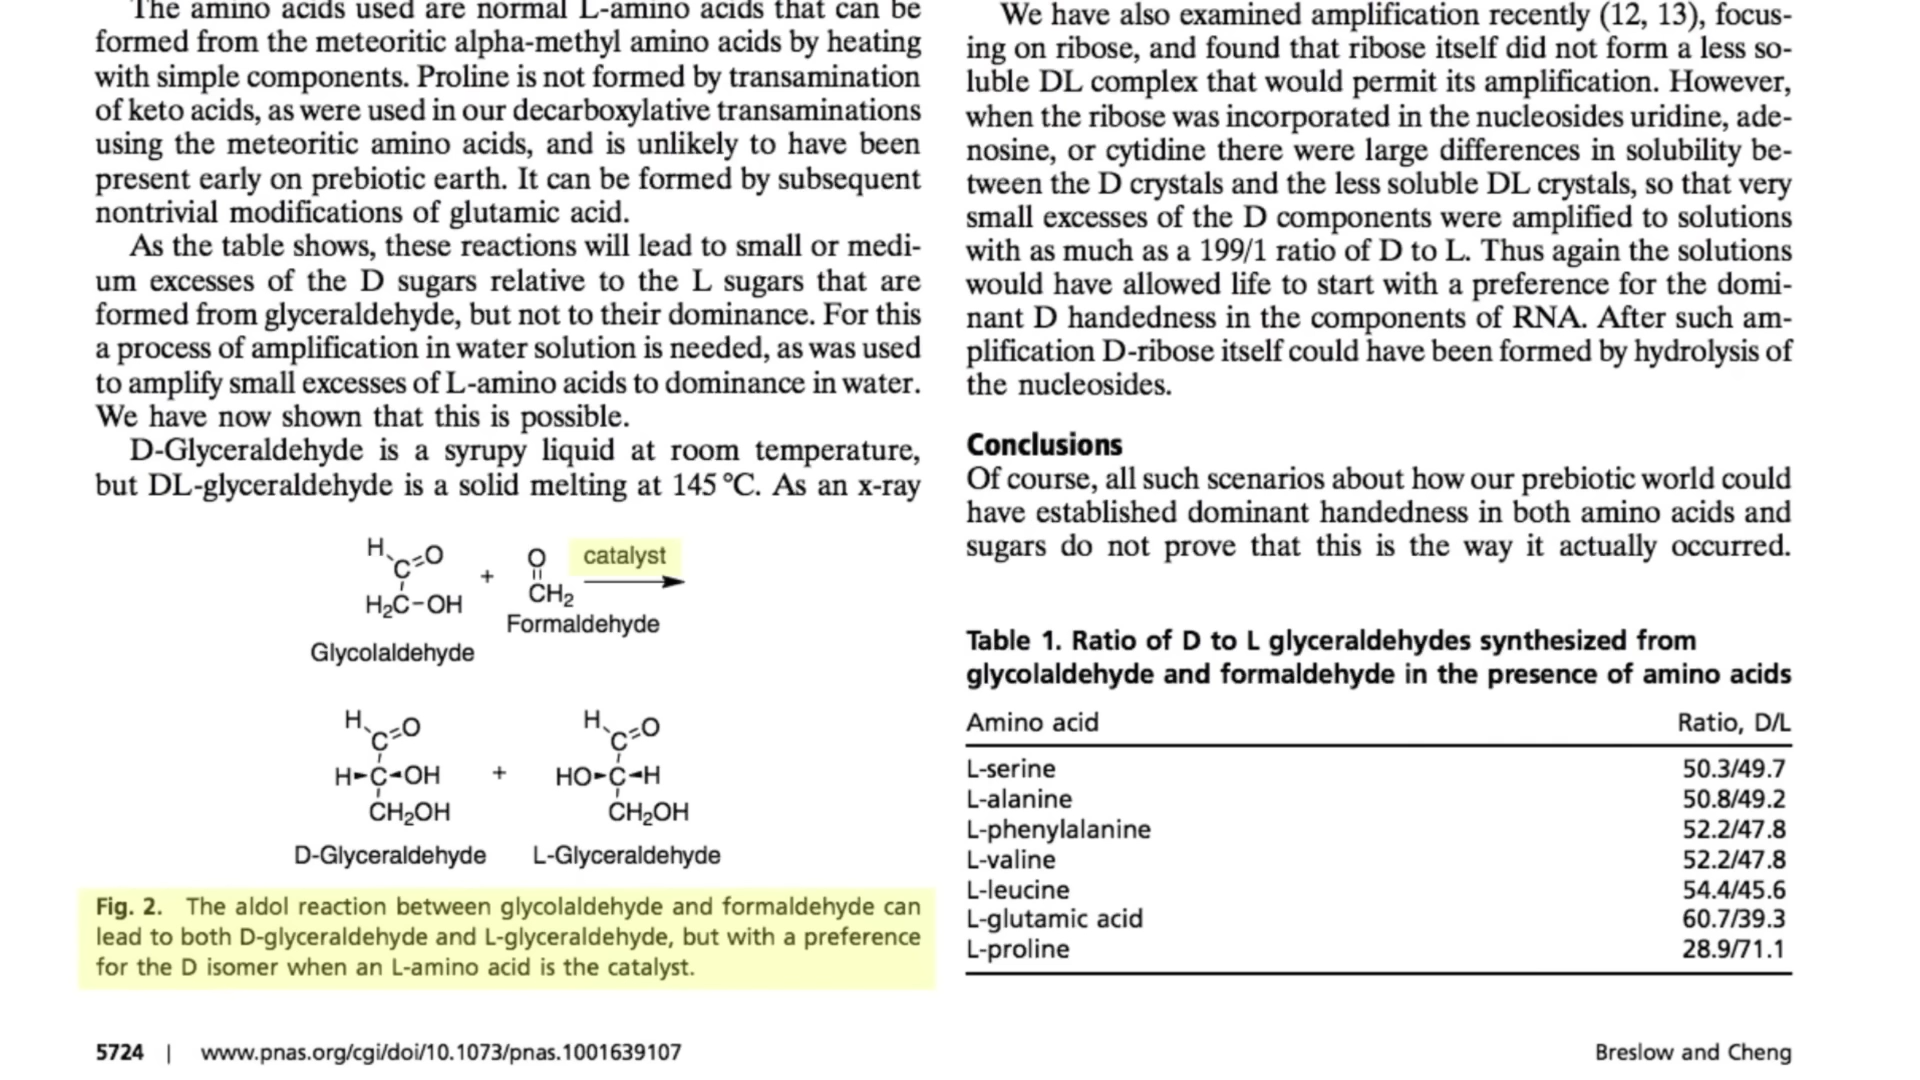 The amino acids used are normal L-amino acids that can be
formed from the meteoritic alpha-methyl amino acids by heating
with simple components. Proline is not formed by transamination
of keto acids, as were used in our decarboxylative transaminations
using the meteoritic amino acids, and is unlikely to have been
present early on prebiotic earth. It can be formed by subsequent
nontrivial modifications of glutamic acid.
As the table shows, these reactions will lead to small or medi-
um excesses of the D sugars relative to the L sugars that are
formed from glyceraldehyde, but not to their dominance. For this
a process of amplification in water solution is needed, as was used
to amplify small excesses of L-amino acids to dominance in water.
We have now shown that this is possible.
D-Glyceraldehyde is a syrupy liquid at room temperature,
but DL-glyceraldehyde is a solid melting at 145 °C. As an x-ray
H
C=O
H₂C-OH
+
O
CH₂
catalyst
Formaldehyde
Glycolaldehyde
H
C=O
H-C-OH
CH₂OH
+
H
C=O
HO-C-H
CH₂OH
D-Glyceraldehyde L-Glyceraldehyde
Fig. 2. The aldol reaction between glycolaldehyde and formaldehyde can
lead to both D-glyceraldehyde and L-glyceraldehyde, but with a preference
for the D isomer when an L-amino acid is the catalyst.
We have also examined amplification recently (12, 13), focus-
ing on ribose, and found that ribose itself did not form a less so-
luble DL complex that would permit its amplification. However,
when the ribose was incorporated in the nucleosides uridine, ade-
nosine, or cytidine there were large differences in solubility be-
tween the D crystals and the less soluble DL crystals, so that very
small excesses of the D components were amplified to solutions
with as much as a 199/1 ratio of D to L. Thus again the solutions
would have allowed life to start with a preference for the domi-
nant D handedness in the components of RNA. After such am-
plification D-ribose itself could have been formed by hydrolysis of
the nucleosides.
Conclusions
Of course, all such scenarios about how our prebiotic world could
have established dominant handedness in both amino acids and
sugars do not prove that this is the way it actually occurred.
Table 1. Ratio of D to L glyceraldehydes synthesized from
glycolaldehyde and formaldehyde in the presence of amino acids
Amino acid Ratio, D/L
L-serine 50.3/49.7
L-alanine 50.8/49.2
L-phenylalanine 52.2/47.8
L-valine 52.2/47.8
L-leucine 54.4/45.6
L-glutamic acid 60.7/39.3
L-proline 28.9/71.1
5724 | www.pnas.org/cgi/doi/10.1073/pnas.1001639107
Breslow and Cheng